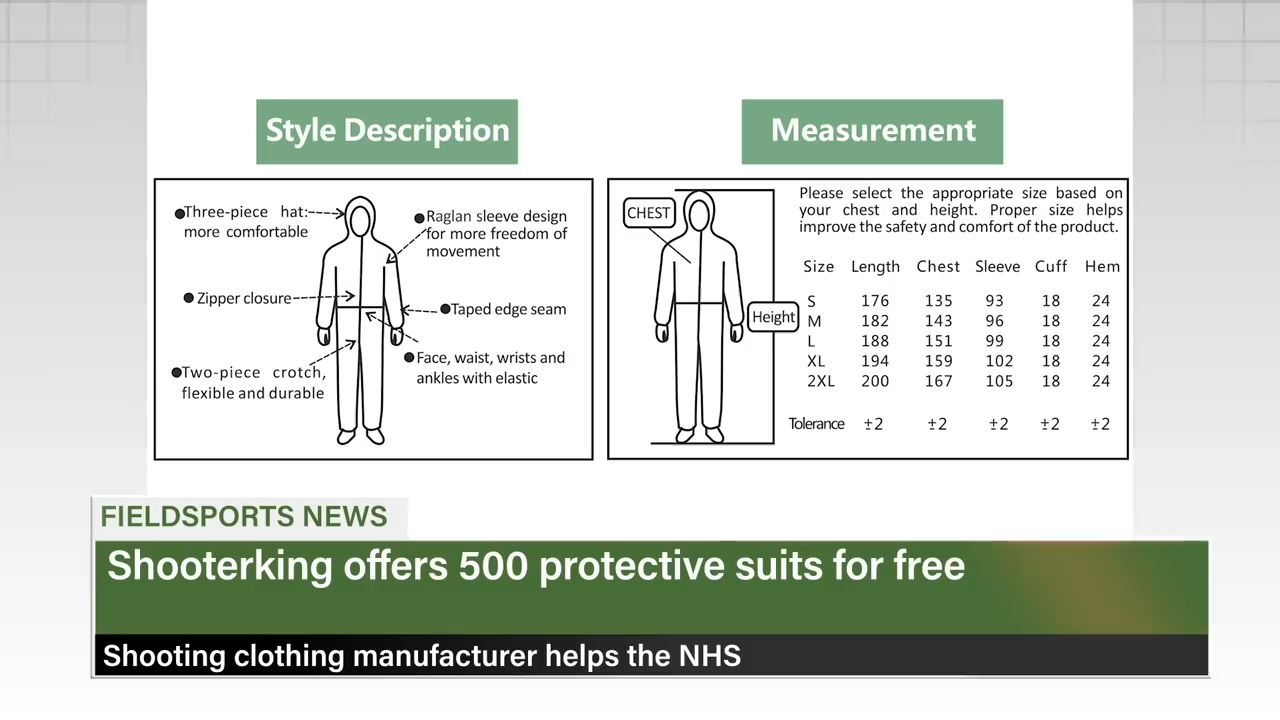 Style Description
Three-piece hat:
more comfortable
Raglan sleeve design
for more freedom of
movement
Zipper closure
Taped edge seam
Face, waist, wrists and
ankles with elastic
Two-piece crotch,
flexible and durable
Measurement
CHEST
Height
Please select the appropriate size based on
your chest and height. Proper size helps
improve the safety and comfort of the product.
Size Length Chest Sleeve Cuff Hem
S 176 135 93 18 24
M 182 143 96 18 24
L 188 151 99 18 24
XL 194 159 102 18 24
2XL 200 167 105 18 24
Tolerance ±2 ±2 ±2 ±2 ±2
FIELDSPORTS NEWS
Shooterking offers 500 protective suits for free
Shooting clothing manufacturer helps the NHS